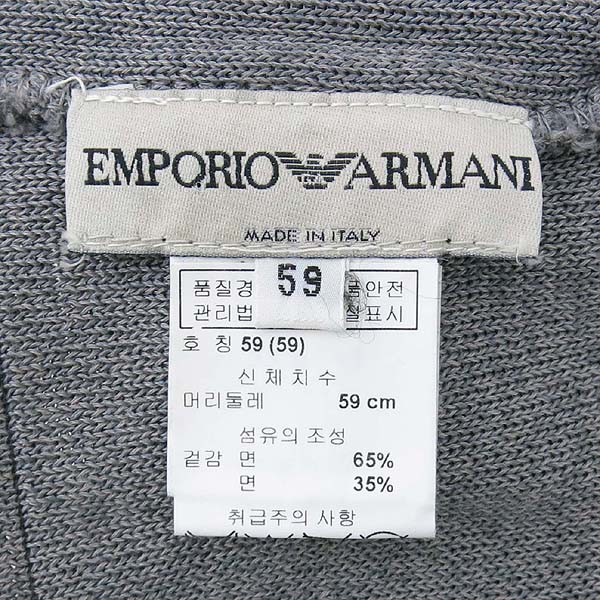 EMPORIO ARMANI
MADE IN ITALY
59
품질경 품안전
관리법 질표시
호 칭 59 (59)
신 체 치 수
머리둘레 59 cm
섬유의 조성
겉감 면 65%
면 35%
취급주의 사항